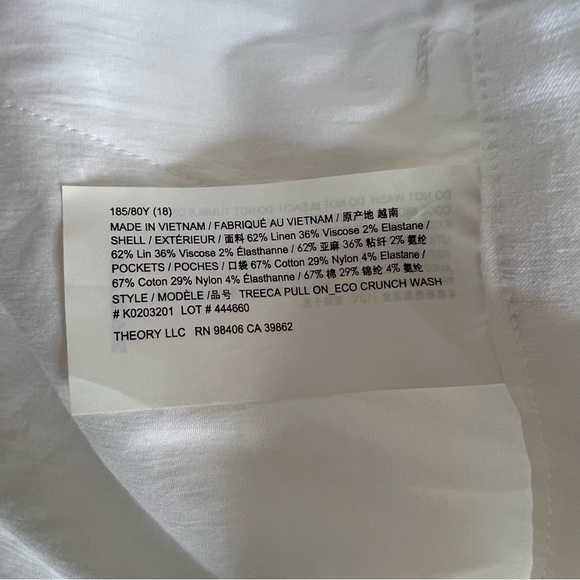 185/80Y (18)
MADE IN VIETNAM / FABRIQUÉ AU VIETNAM / 原产地 越南
SHELL / EXTÉRIEUR / 面料 62% Linen 36% Viscose 2% Elastane /
62% Lin 36% Viscose 2% Élasthanne / 62% 亚麻 36% 粘纤 2% 氨纶
POCKETS / POCHES / 口袋 67% Cotton 29% Nylon 4% Elastane /
67% Coton 29% Nylon 4% Élasthanne / 67% 棉 29% 锦纶 4% 氨纶
STYLE / MODÈLE /品号 TREECA PULL ON_ECO CRUNCH WASH
# K0203201 LOT # 444660
THEORY LLC RN 98406 CA 39862